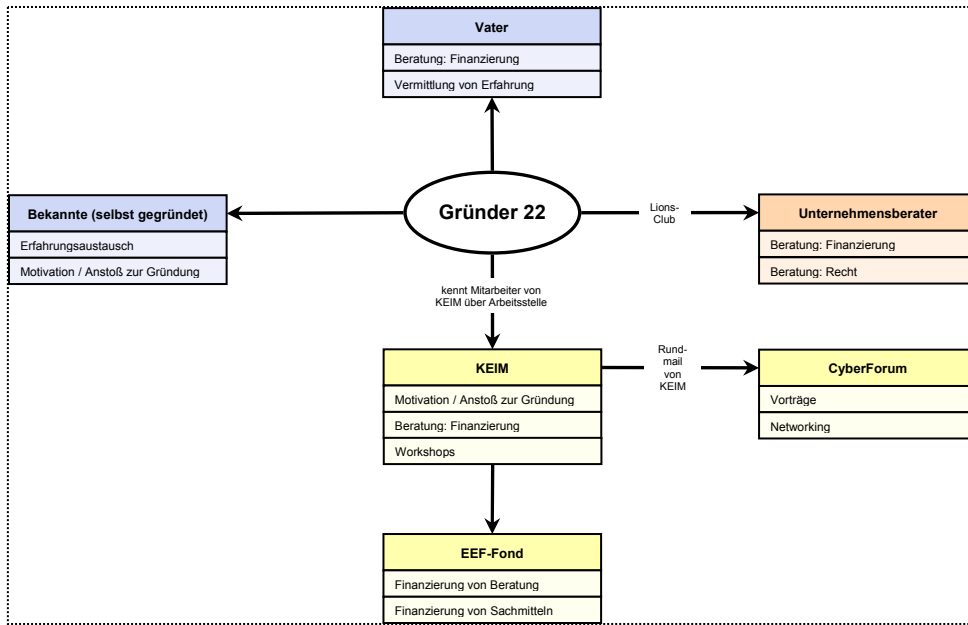 Vater
Beratung: Finanzierung
Vermittlung von Erfahrung
Bekannte (selbst gegründet)
Erfahrungsaustausch
Motivation / Anstoß zur Gründung
Gründer 22
Lions-
Club
Unternehmensberater
Beratung: Finanzierung
Beratung: Recht
kennt Mitarbeiter von
KEIM über Arbeitsstelle
KEIM
Motivation / Anstoß zur Gründung
Beratung: Finanzierung
Workshops
Rund-
mail
von
KEIM
CyberForum
Vorträge
Networking
EEF-Fond
Finanzierung von Beratung
Finanzierung von Sachmitteln